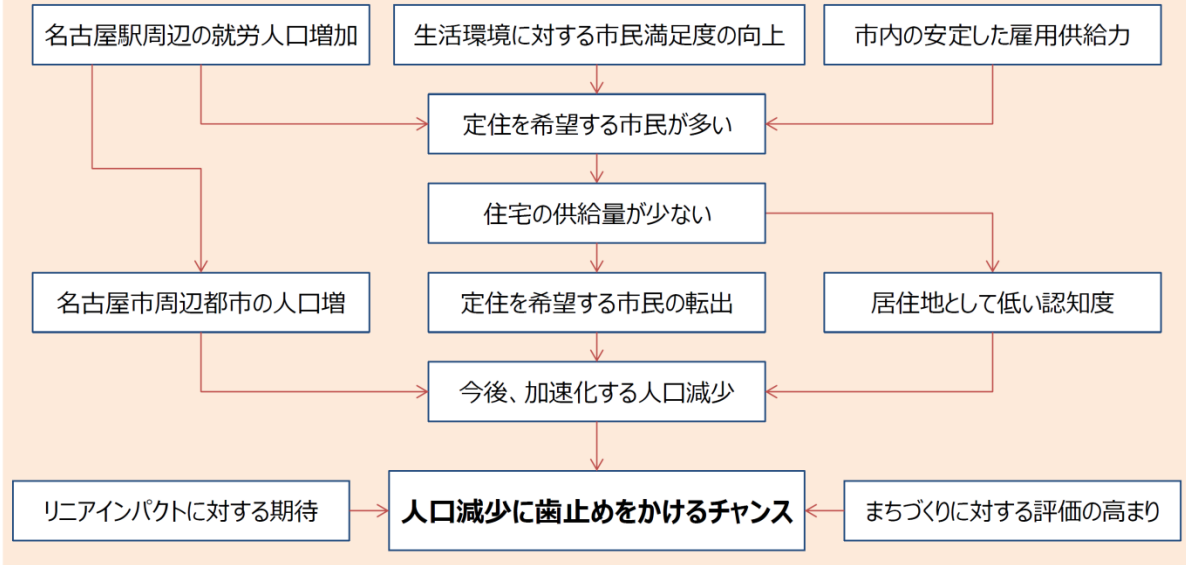 名古屋駅周辺の就労人口増加
生活環境に対する市民満足度の向上
市内の安定した雇用供給力
定住を希望する市民が多い
住宅の供給量が少ない
名古屋市周辺都市の人口増
定住を希望する市民の転出
居住地として低い認知度
今後、加速化する人口減少
リニアインパクトに対する期待
人口減少に歯止めをかけるチャンス
まちづくりに対する評価の高まり